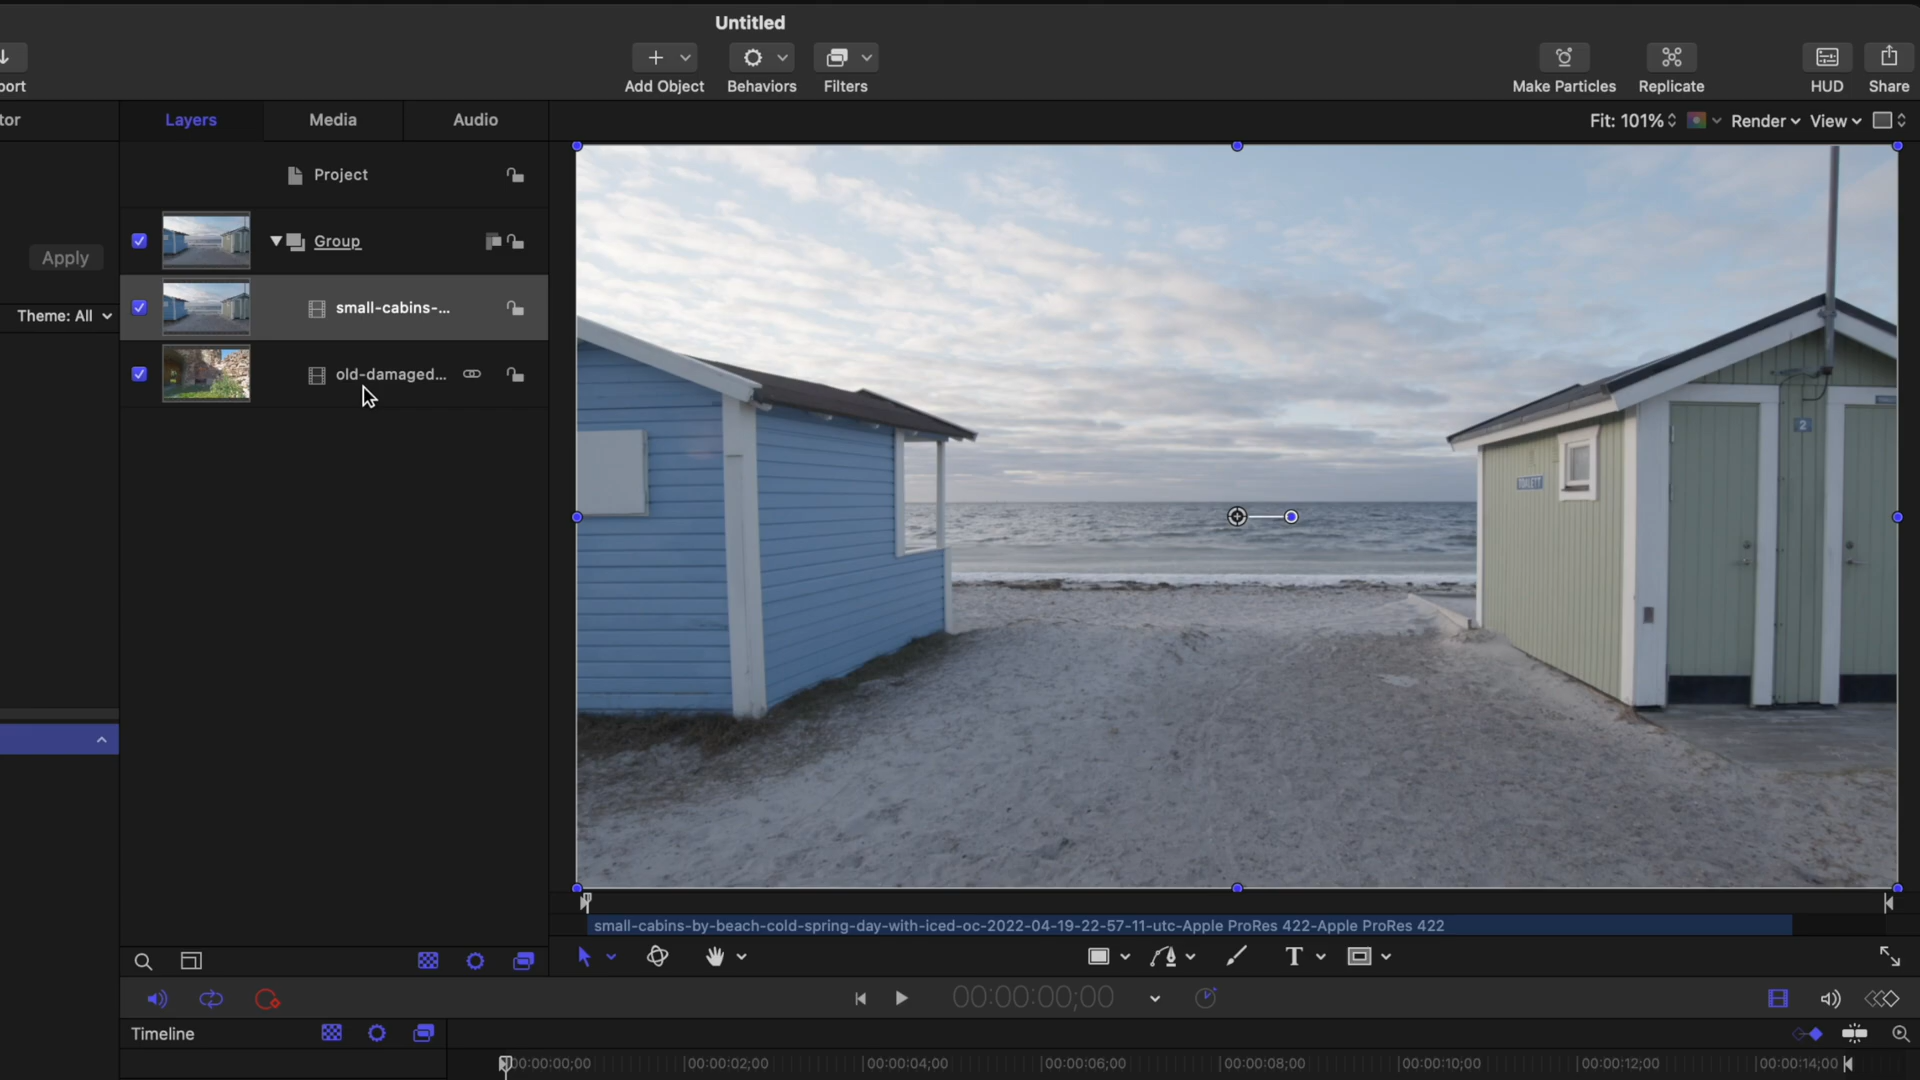 Untitled
ort
Add Object
Behaviors
Filters
Make Particles
Replicate
HUD
Share
tor
Layers
Media
Audio
Fit: 101%
Render
View
Project
Group
Apply
small-cabins-...
Theme: All
old-damaged...
2
TOILETT
small-cabins-by-beach-cold-spring-day-with-iced-oc-2022-04-19-22-57-11-utc-Apple ProRes 422-Apple ProRes 422
T
00:00:00;00
Timeline
00:00:00;00
00:00:02;00
00:00:04;00
00:00:06;00
00:00:08;00
00:00:10;00
00:00:12;00
00:00:14;00